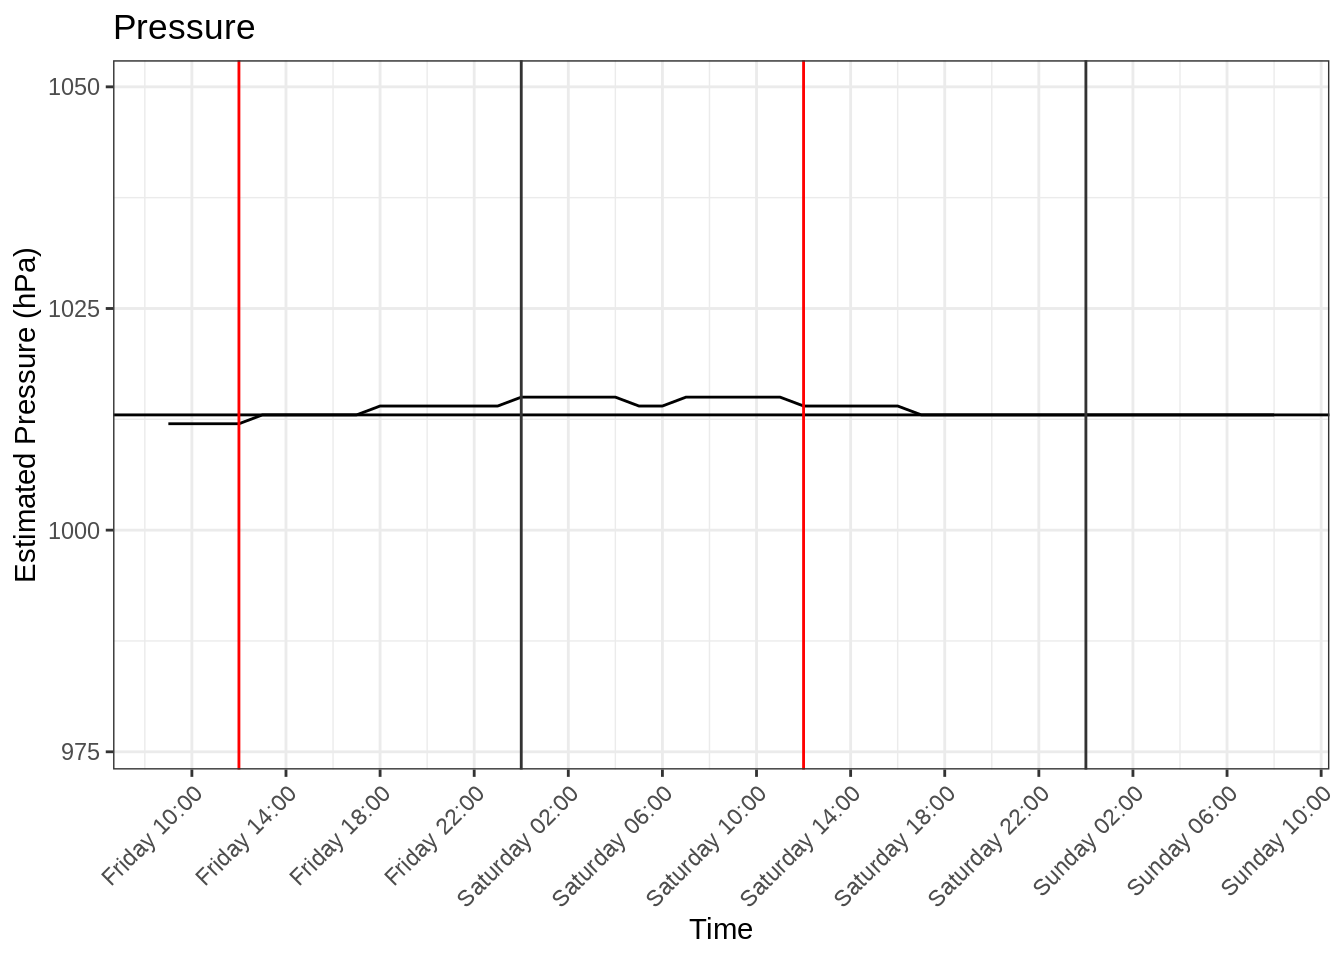 Pressure
Estimated Pressure (hPa)
1050
1025
1000
975
Friday 10:00
Friday 14:00
Friday 18:00
Friday 22:00
Saturday 02:00
Saturday 06:00
Saturday 10:00
Saturday 14:00
Saturday 18:00
Saturday 22:00
Sunday 02:00
Sunday 06:00
Sunday 10:00
Time